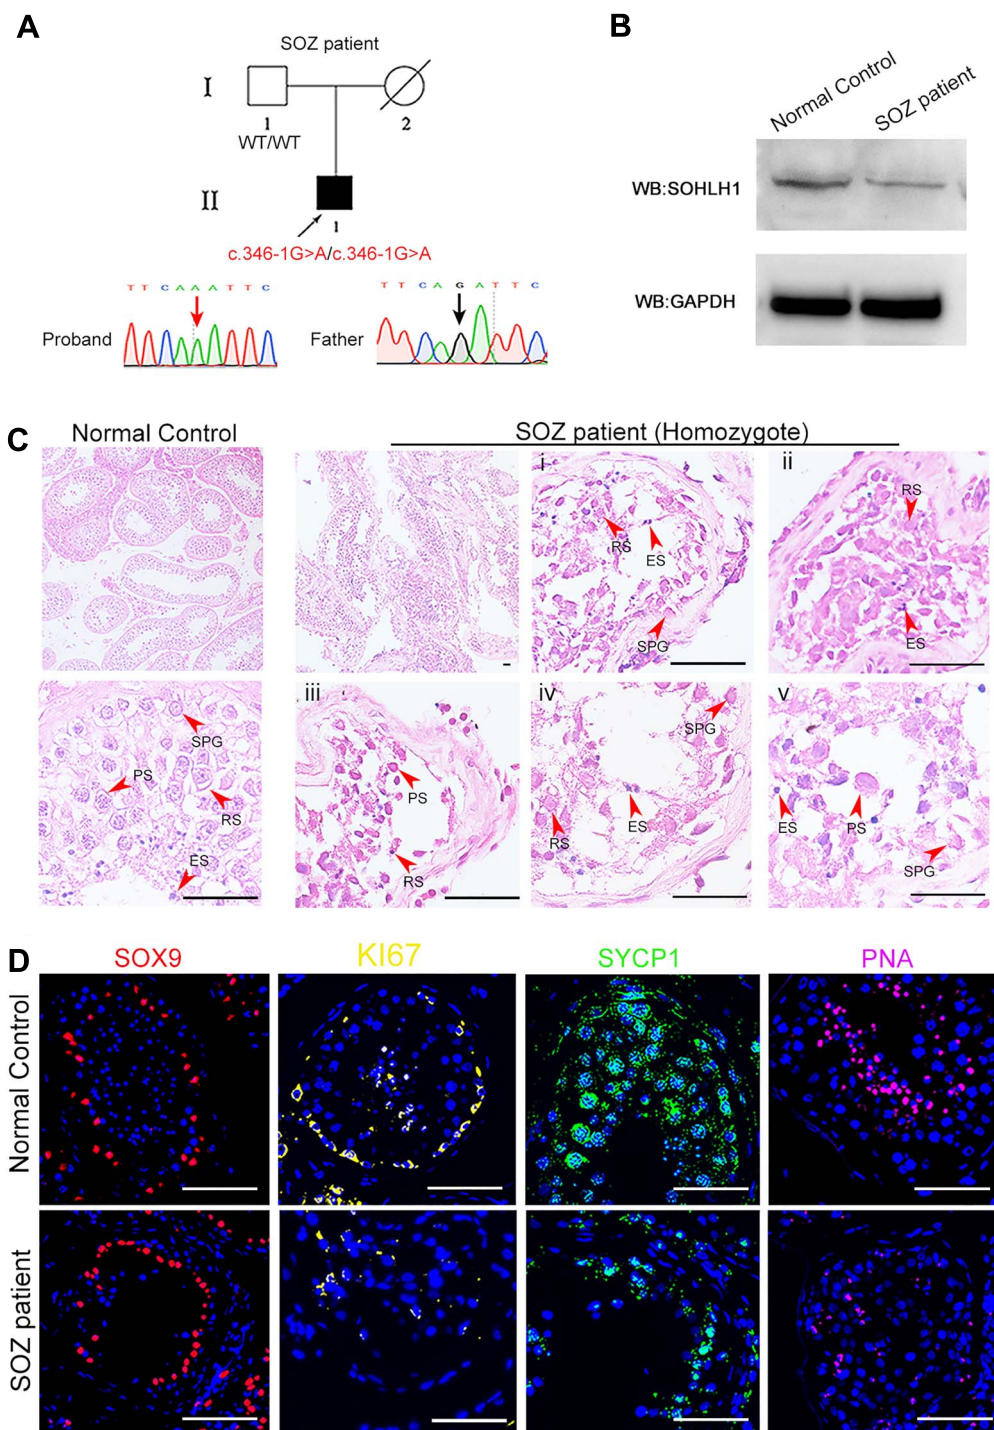 A
SOZ patient
I
1
2
WT/WT
II
1
c.346-1G>A/c.346-1G>A
T T C A A A T T C
Proband
T T C A G A T T C
Father
B
Normal Control
SOZ patient
WB:SOHLH1
WB:GAPDH
C
Normal Control
SOZ patient (Homozygote)
i
RS
ES
SPG
ii
RS
ES
SPG
PS
RS
ES
iii
PS
RS
iv
SPG
ES
RS
v
ES
PS
SPG
D
SOX9
KI67
SYCP1
PNA
Normal Control
SOZ patient